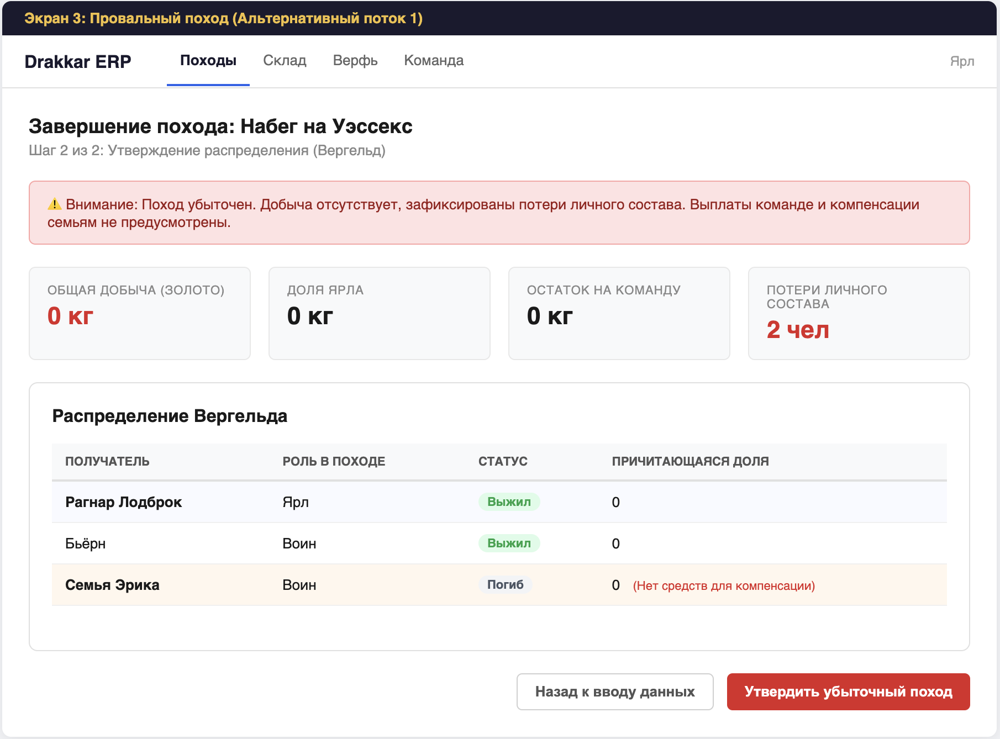 Экран 3: Провальный поход (Альтернативный поток 1)
Drakkar ERP
Походы
Склад
Верфь
Команда
Ярл
Завершение похода: Набег на Уэссекс
Шаг 2 из 2: Утверждение распределения (Вергельд)
⚠️ Внимание: Поход убыточен. Добыча отсутствует, зафиксированы потери личного состава. Выплаты команде и компенсации
семьям не предусмотрены.
ОБЩАЯ ДОБЫЧА (ЗОЛОТО)
0 кг
ДОЛЯ ЯРЛА
0 кг
ОСТАТОК НА КОМАНДУ
0 кг
ПОТЕРИ ЛИЧНОГО
СОСТАВА
2 чел
Распределение Вергельда
ПОЛУЧАТЕЛЬ РОЛЬ В ПОХОДЕ СТАТУС ПРИЧИТАЮЩАЯСЯ ДОЛЯ
Рагнар Лодброк Ярл Выжил 0
Бьёрн Воин Выжил 0
Семья Эрика Воин Погиб 0 (Нет средств для компенсации)
Назад к вводу данных
Утвердить убыточный поход